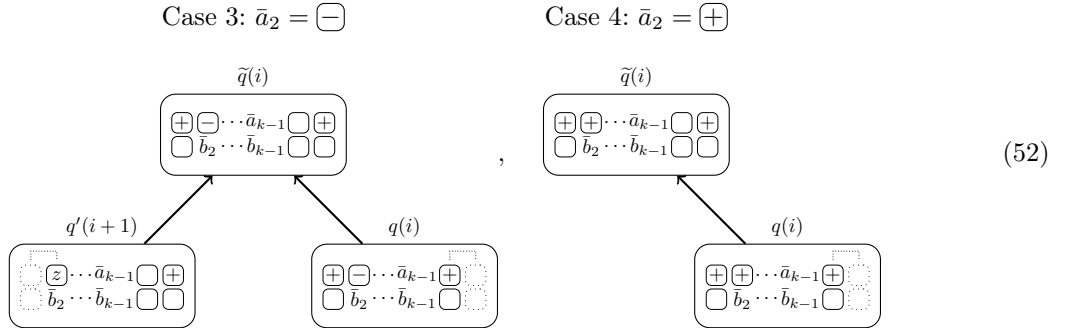 Case 3: ā₂ = − Case 4: ā₂ = +
q̃(i) q̃(i)
+ − ⋯ ā_{k−1} + + + ⋯ ā_{k−1} +
b̄₂ ⋯ b̄_{k−1} , b̄₂ ⋯ b̄_{k−1} (52)
q′(i + 1) q(i) q(i)
z ⋯ ā_{k−1} + + − ⋯ ā_{k−1} + + + ⋯ ā_{k−1} +
b̄₂ ⋯ b̄_{k−1} b̄₂ ⋯ b̄_{k−1} b̄₂ ⋯ b̄_{k−1}